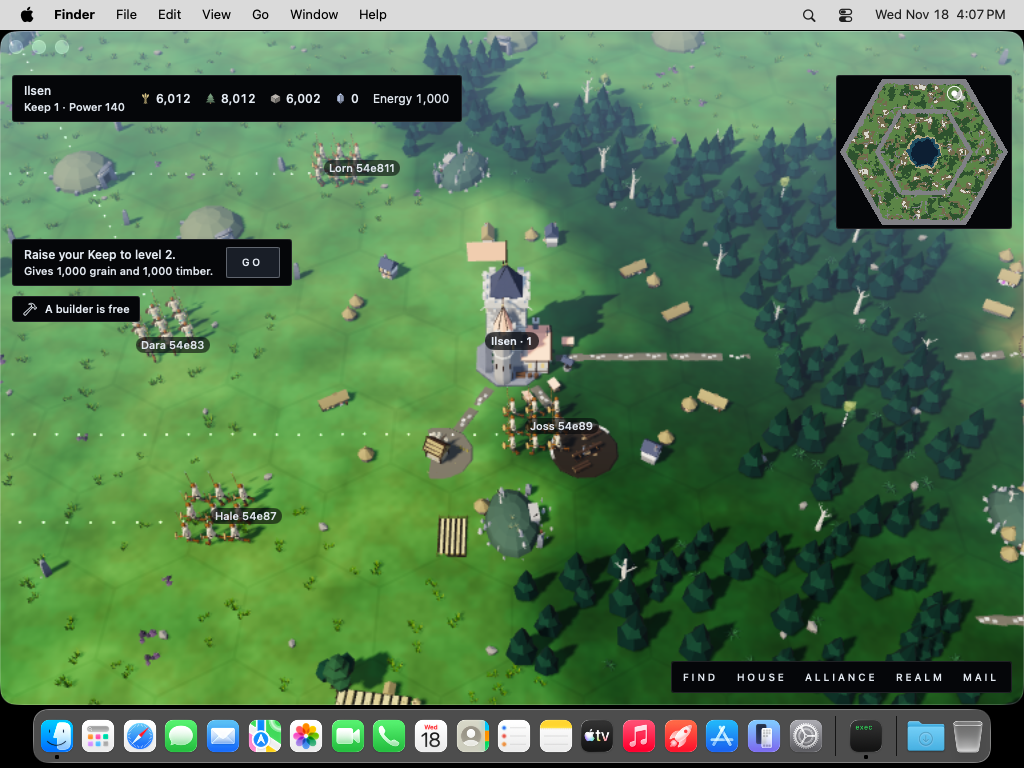 Finder File Edit View Go Window Help Wed Nov 18 4:07 PM
Ilsen
Keep 1 · Power 140
6,012 8,012 6,002 0 Energy 1,000
Lorn 54e811
Raise your Keep to level 2.
Gives 1,000 grain and 1,000 timber.
GO
A builder is free
Dara 54e83
Ilsen · 1
Joss 54e89
Hale 54e87
FIND HOUSE ALLIANCE REALM MAIL
Wed
18
tv
exec